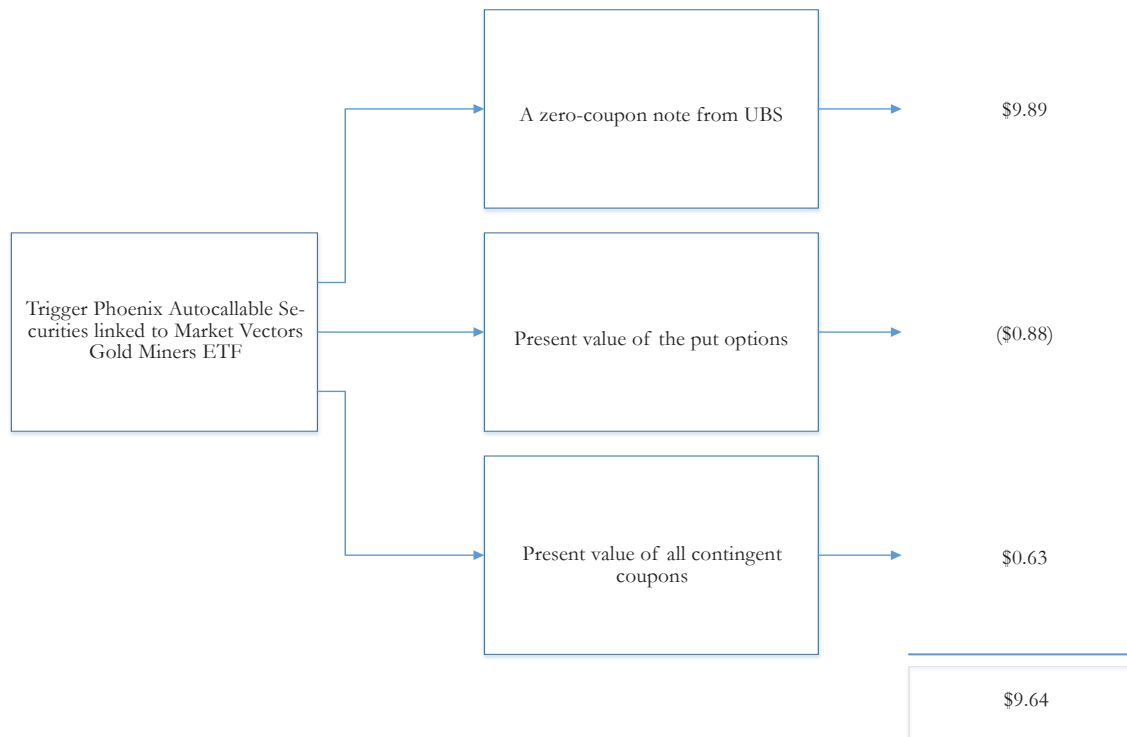 A zero-coupon note from UBS
$9.89
Trigger Phoenix Autocallable Se-
curities linked to Market Vectors
Gold Miners ETF
Present value of the put options
($0.88)
Present value of all contingent
coupons
$0.63
$9.64